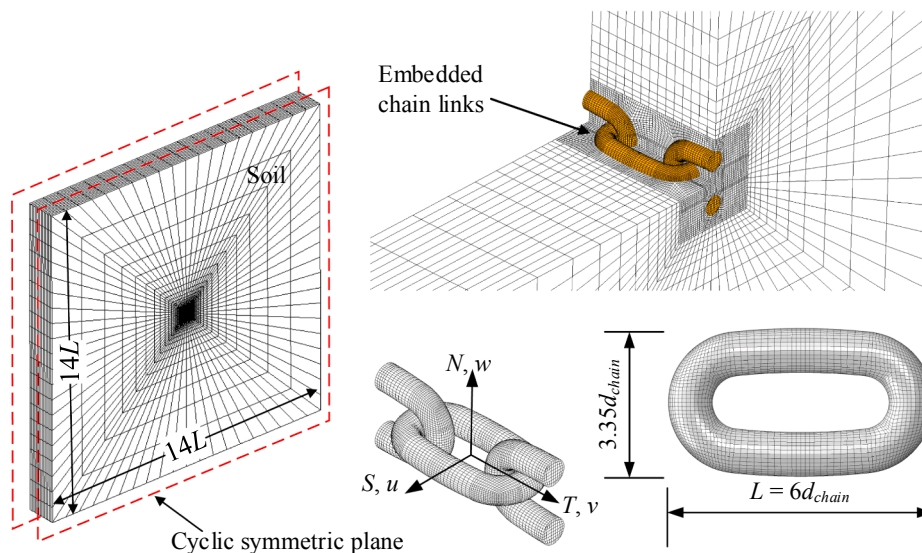 Embedded
chain links
Soil
14L
14L
Cyclic symmetric plane
N, w
S, u
T, v
3.35d_chain
L = 6d_chain